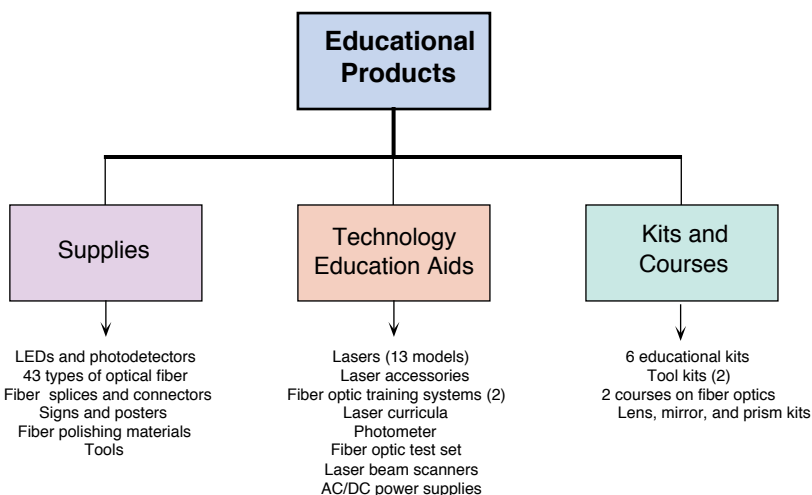 Educational
Products
Supplies
Technology
Education Aids
Kits and
Courses
LEDs and photodetectors
43 types of optical fiber
Fiber splices and connectors
Signs and posters
Fiber polishing materials
Tools
Lasers (13 models)
Laser accessories
Fiber optic training systems (2)
Laser curricula
Photometer
Fiber optic test set
Laser beam scanners
AC/DC power supplies
6 educational kits
Tool kits (2)
2 courses on fiber optics
Lens, mirror, and prism kits